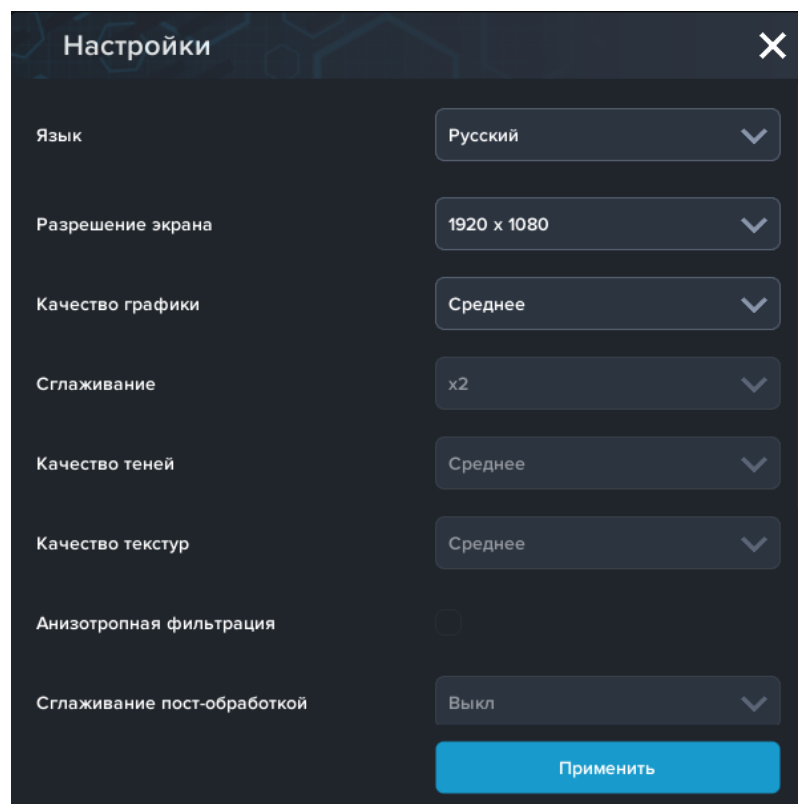 Настройки
Язык
Русский
Разрешение экрана
1920 x 1080
Качество графики
Среднее
Сглаживание
x2
Качество теней
Среднее
Качество текстур
Среднее
Анизотропная фильтрация
Сглаживание пост-обработкой
Выкл
Применить